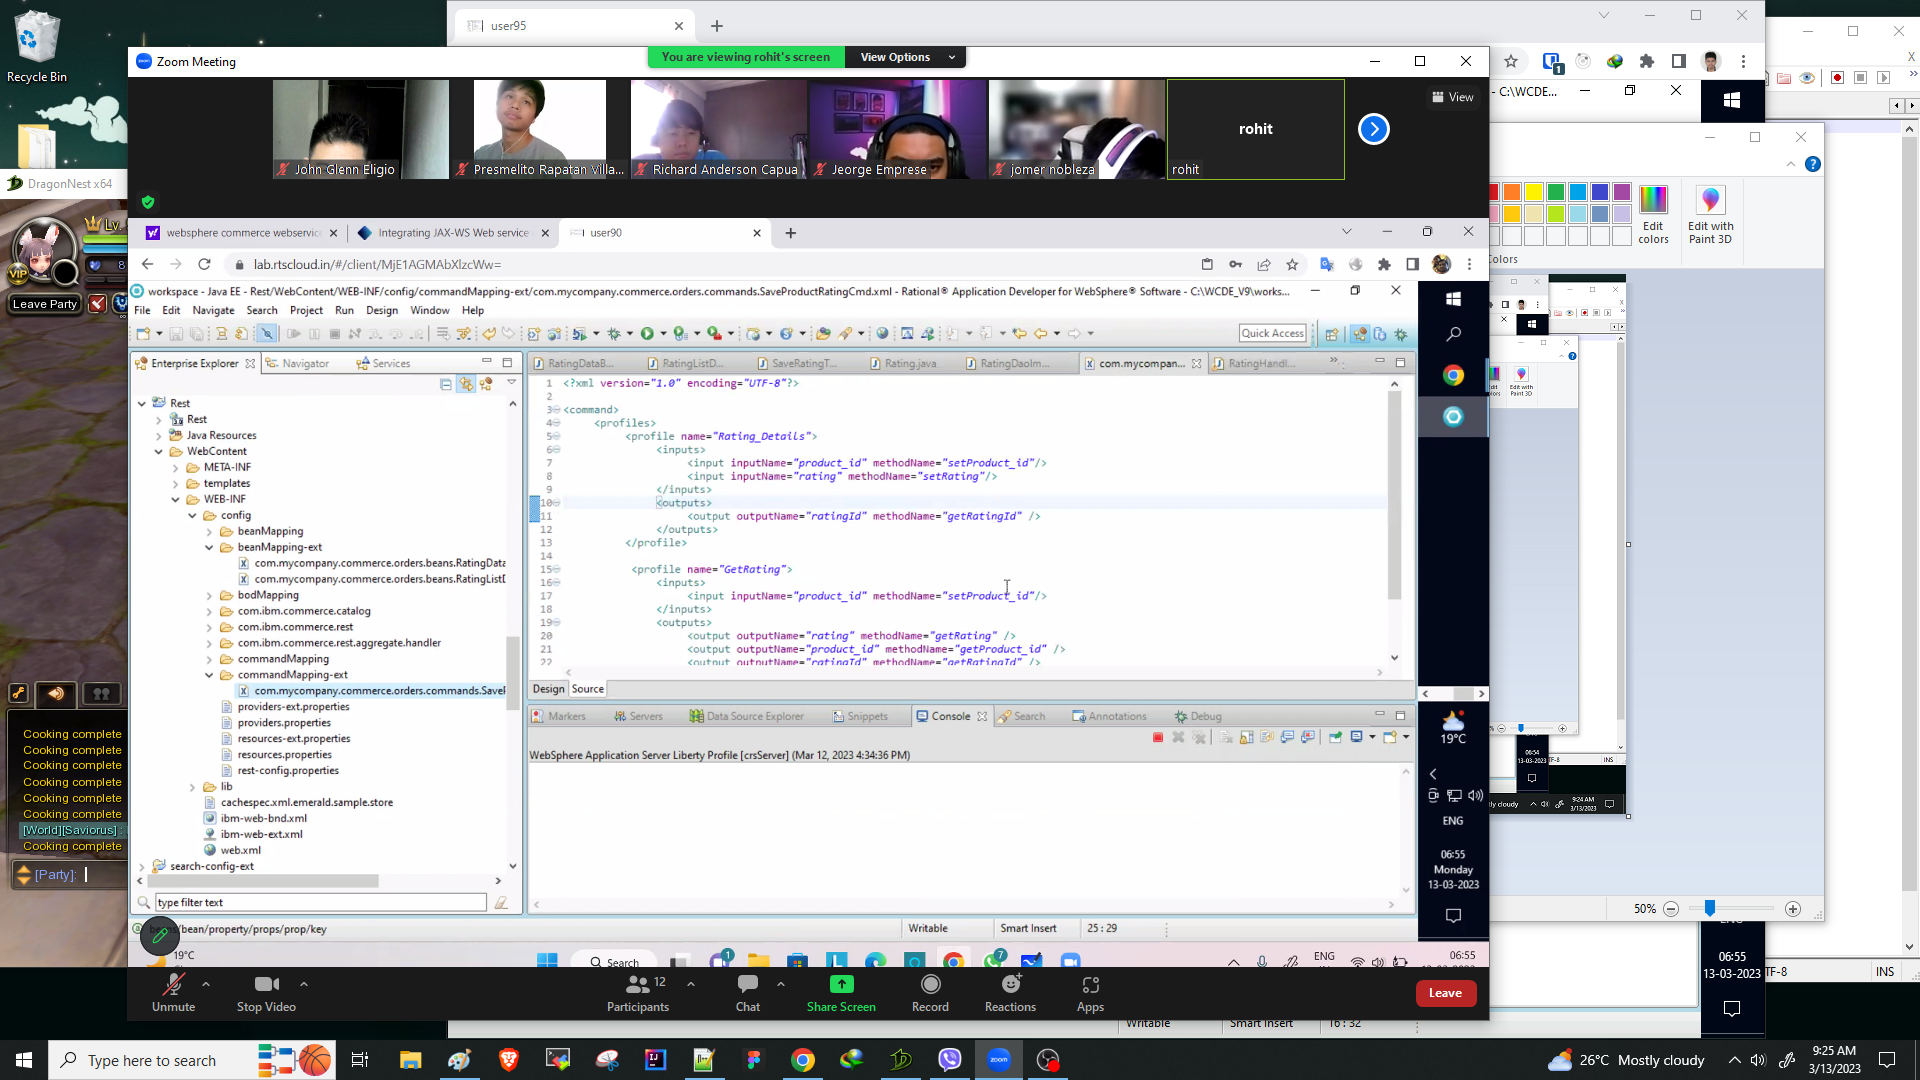 Recycle Bin
user95
Zoom Meeting
You are viewing rohit's screen
View Options
View
John Glenn Eligio
Presmelito Rapatan Villa...
Richard Anderson Capua
Jeorge Emprese
jomer nobleza
rohit
rohit
DragonNest x64
Lv.
VIP
Leave Party
websphere commerce webservic
Integrating JAX-WS Web service
user90
lab.rtscloud.in/#/client/MjE1AGMAbXlzcWw=
workspace - Java EE - Rest/WebContent/WEB-INF/config/commandMapping-ext/com.mycompany.commerce.orders.commands.SaveProductRatingCmd.xml - Rational® Application Developer for WebSphere® Software - C:\WCDE_V9\works...
File Edit Navigate Search Project Run Design Window Help
Quick Access
Enterprise Explorer
Navigator
Services
RatingDataB...
RatingListD...
SaveRatingT...
Rating.java
RatingDaoIm...
com.mycompan...
RatingHandl...
Rest
Rest
Java Resources
WebContent
META-INF
templates
WEB-INF
config
beanMapping
beanMapping-ext
com.mycompany.commerce.orders.beans.RatingData
com.mycompany.commerce.orders.beans.RatingListD
bodMapping
com.ibm.commerce.catalog
com.ibm.commerce.rest
com.ibm.commerce.rest.aggregate.handler
commandMapping
commandMapping-ext
com.mycompany.commerce.orders.commands.SaveP
providers-ext.properties
providers.properties
resources-ext.properties
resources.properties
rest-config.properties
lib
cachespec.xml.emerald.sample.store
ibm-web-bnd.xml
ibm-web-ext.xml
web.xml
search-config-ext
type filter text
1 <?xml version="1.0" encoding="UTF-8"?>
2
3 <command>
4 <profiles>
5 <profile name="Rating_Details">
6 <inputs>
7 <input inputName="product_id" methodName="setProduct_id"/>
8 <input inputName="rating" methodName="setRating"/>
9 </inputs>
10 <outputs>
11 <output outputName="ratingId" methodName="getRatingId" />
12 </outputs>
13 </profile>
14
15 <profile name="GetRating">
16 <inputs>
17 <input inputName="product_id" methodName="setProduct_id"/>
18 </inputs>
19 <outputs>
20 <output outputName="rating" methodName="getRating" />
21 <output outputName="product_id" methodName="getProduct_id" />
22 <output outputName="ratingId" methodName="getRatingId" />
Design Source
Markers
Servers
Data Source Explorer
Snippets
Console
Search
Annotations
Debug
WebSphere Application Server Liberty Profile [crsServer] (Mar 12, 2023 4:34:36 PM)
/bean/property/props/prop/key
Writable
Smart Insert
25 : 29
19°C
Search
ENG
06:55
19°C
ENG
06:55
Monday
13-03-2023
Unmute
Stop Video
Participants
12
Chat
Share Screen
Record
Reactions
Apps
Leave
Cooking complete
Cooking complete
Cooking complete
Cooking complete
Cooking complete
Cooking complete
[World][Saviorus] :
Cooking complete
[Party]:
- C:\WCDE...
Edit colors
Edit with Paint 3D
50%
06:55
13-03-2023
TF-8
INS
Writable
Smart Insert
16 : 32
Type here to search
26°C Mostly cloudy
9:25 AM
3/13/2023